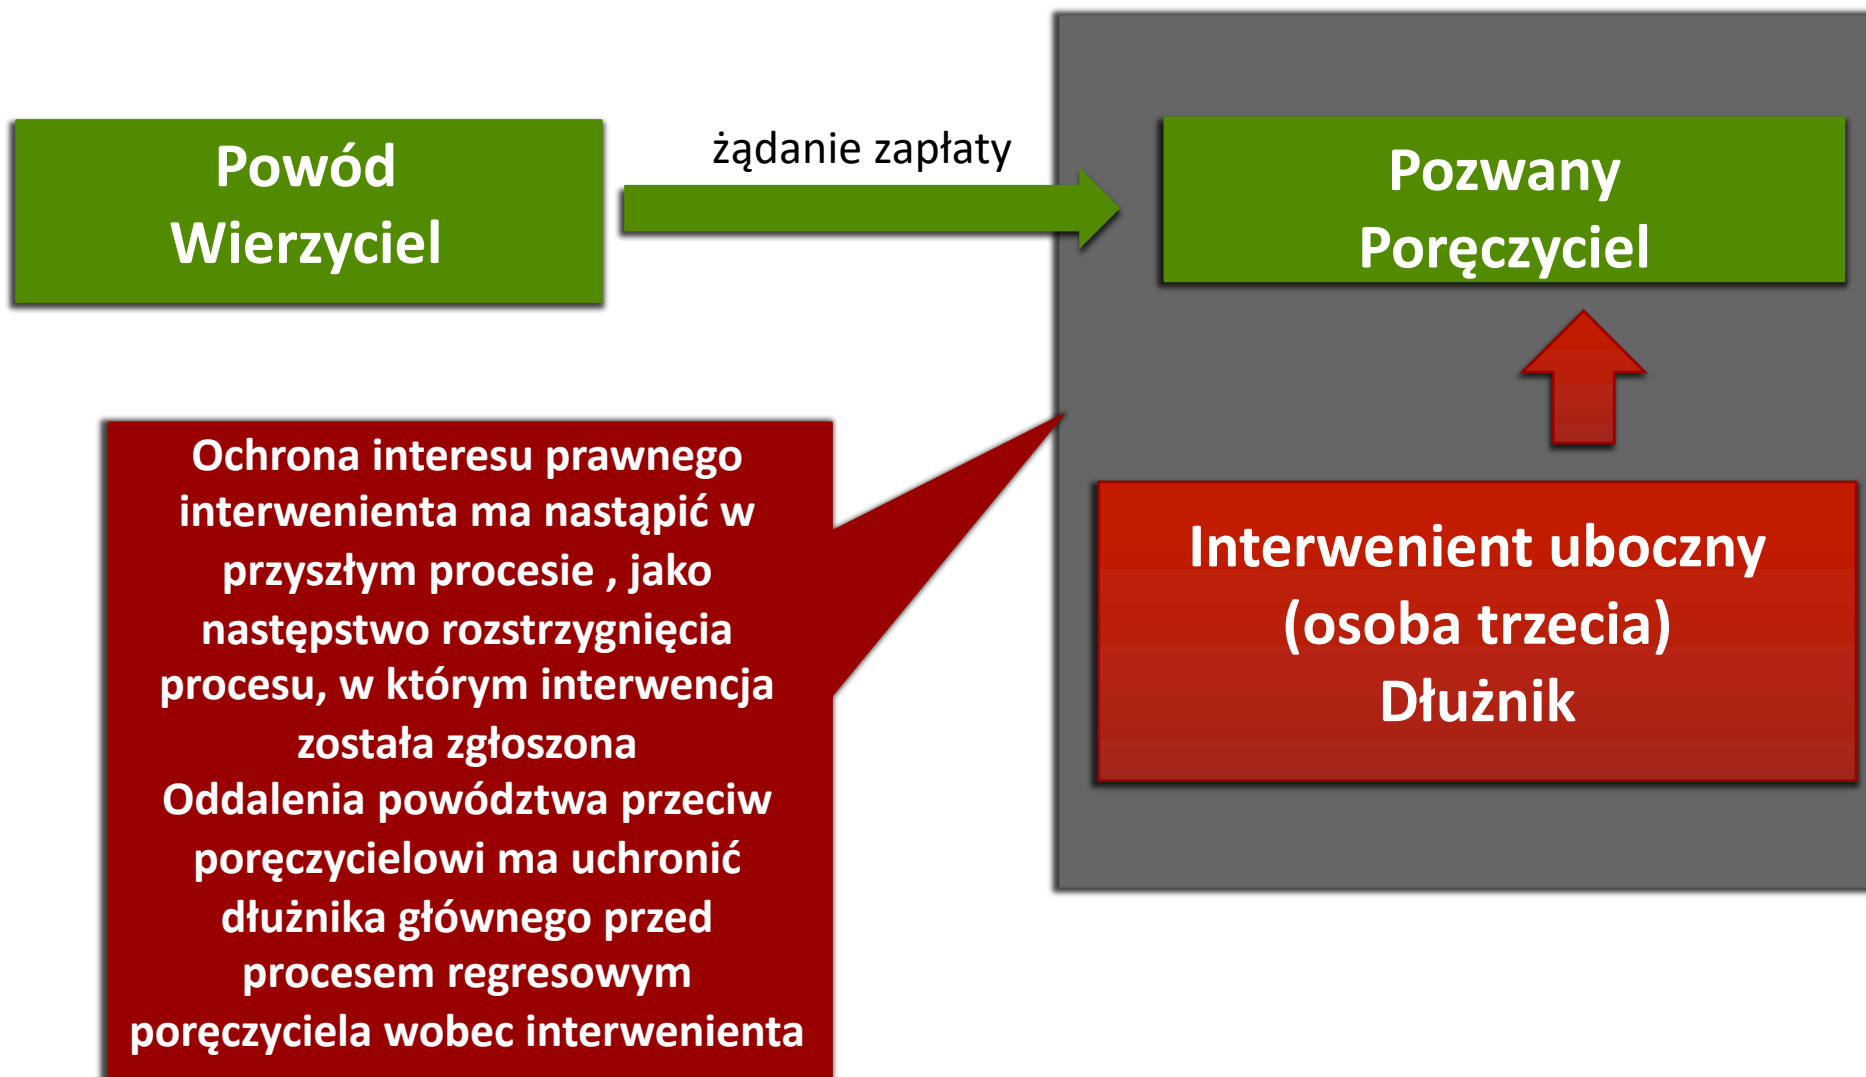 Powód
Wierzyciel
żądanie zapłaty
Pozwany
Poręczyciel
Ochrona interesu prawnego
interwenienta ma nastąpić w
przyszłym procesie , jako
następstwo rozstrzygnięcia
procesu, w którym interwencja
została zgłoszona
Oddalenia powództwa przeciw
poręczycielowi ma uchronić
dłużnika głównego przed
procesem regresowym
poręczyciela wobec interwenienta
Interwenient uboczny
(osoba trzecia)
Dłużnik